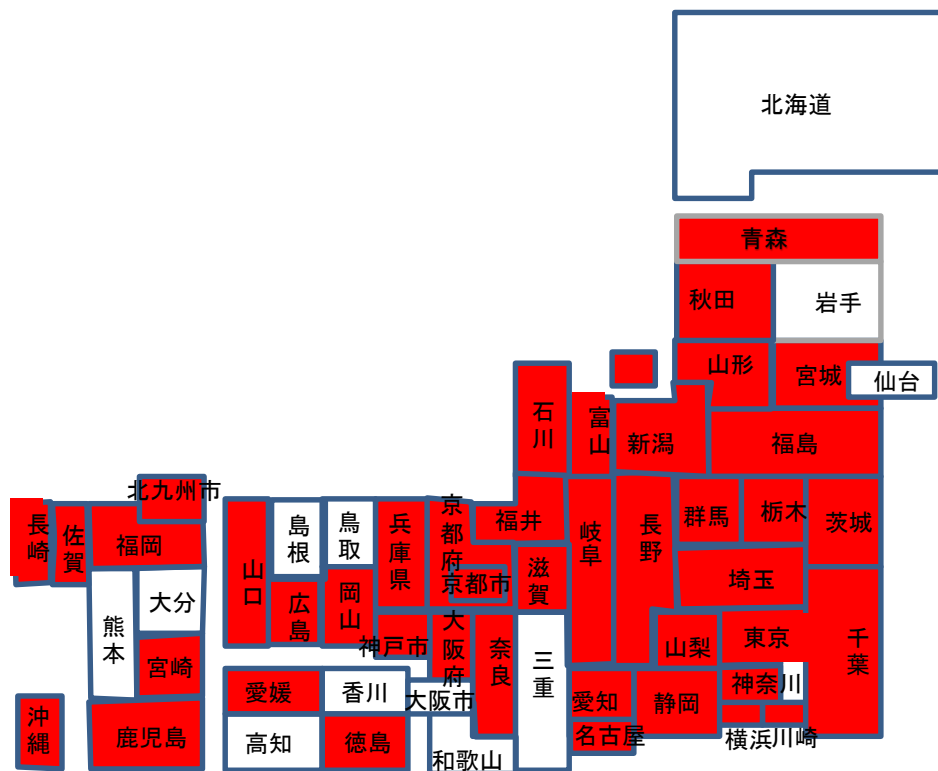 北海道
青森
秋田
岩手
山形
宮城
仙台
石川
富山
新潟
福島
北九州市
長崎
佐賀
福岡
島根
鳥取
兵庫県
京都府
福井
岐阜
長野
群馬
栃木
茨城
山口
広島
岡山
京都市
滋賀
埼玉
熊本
大分
宮崎
神戸市
大阪府
奈良
三重
山梨
東京
千葉
愛媛
香川
大阪市
愛知
静岡
神奈川
沖縄
鹿児島
高知
徳島
和歌山
名古屋
横浜
川崎